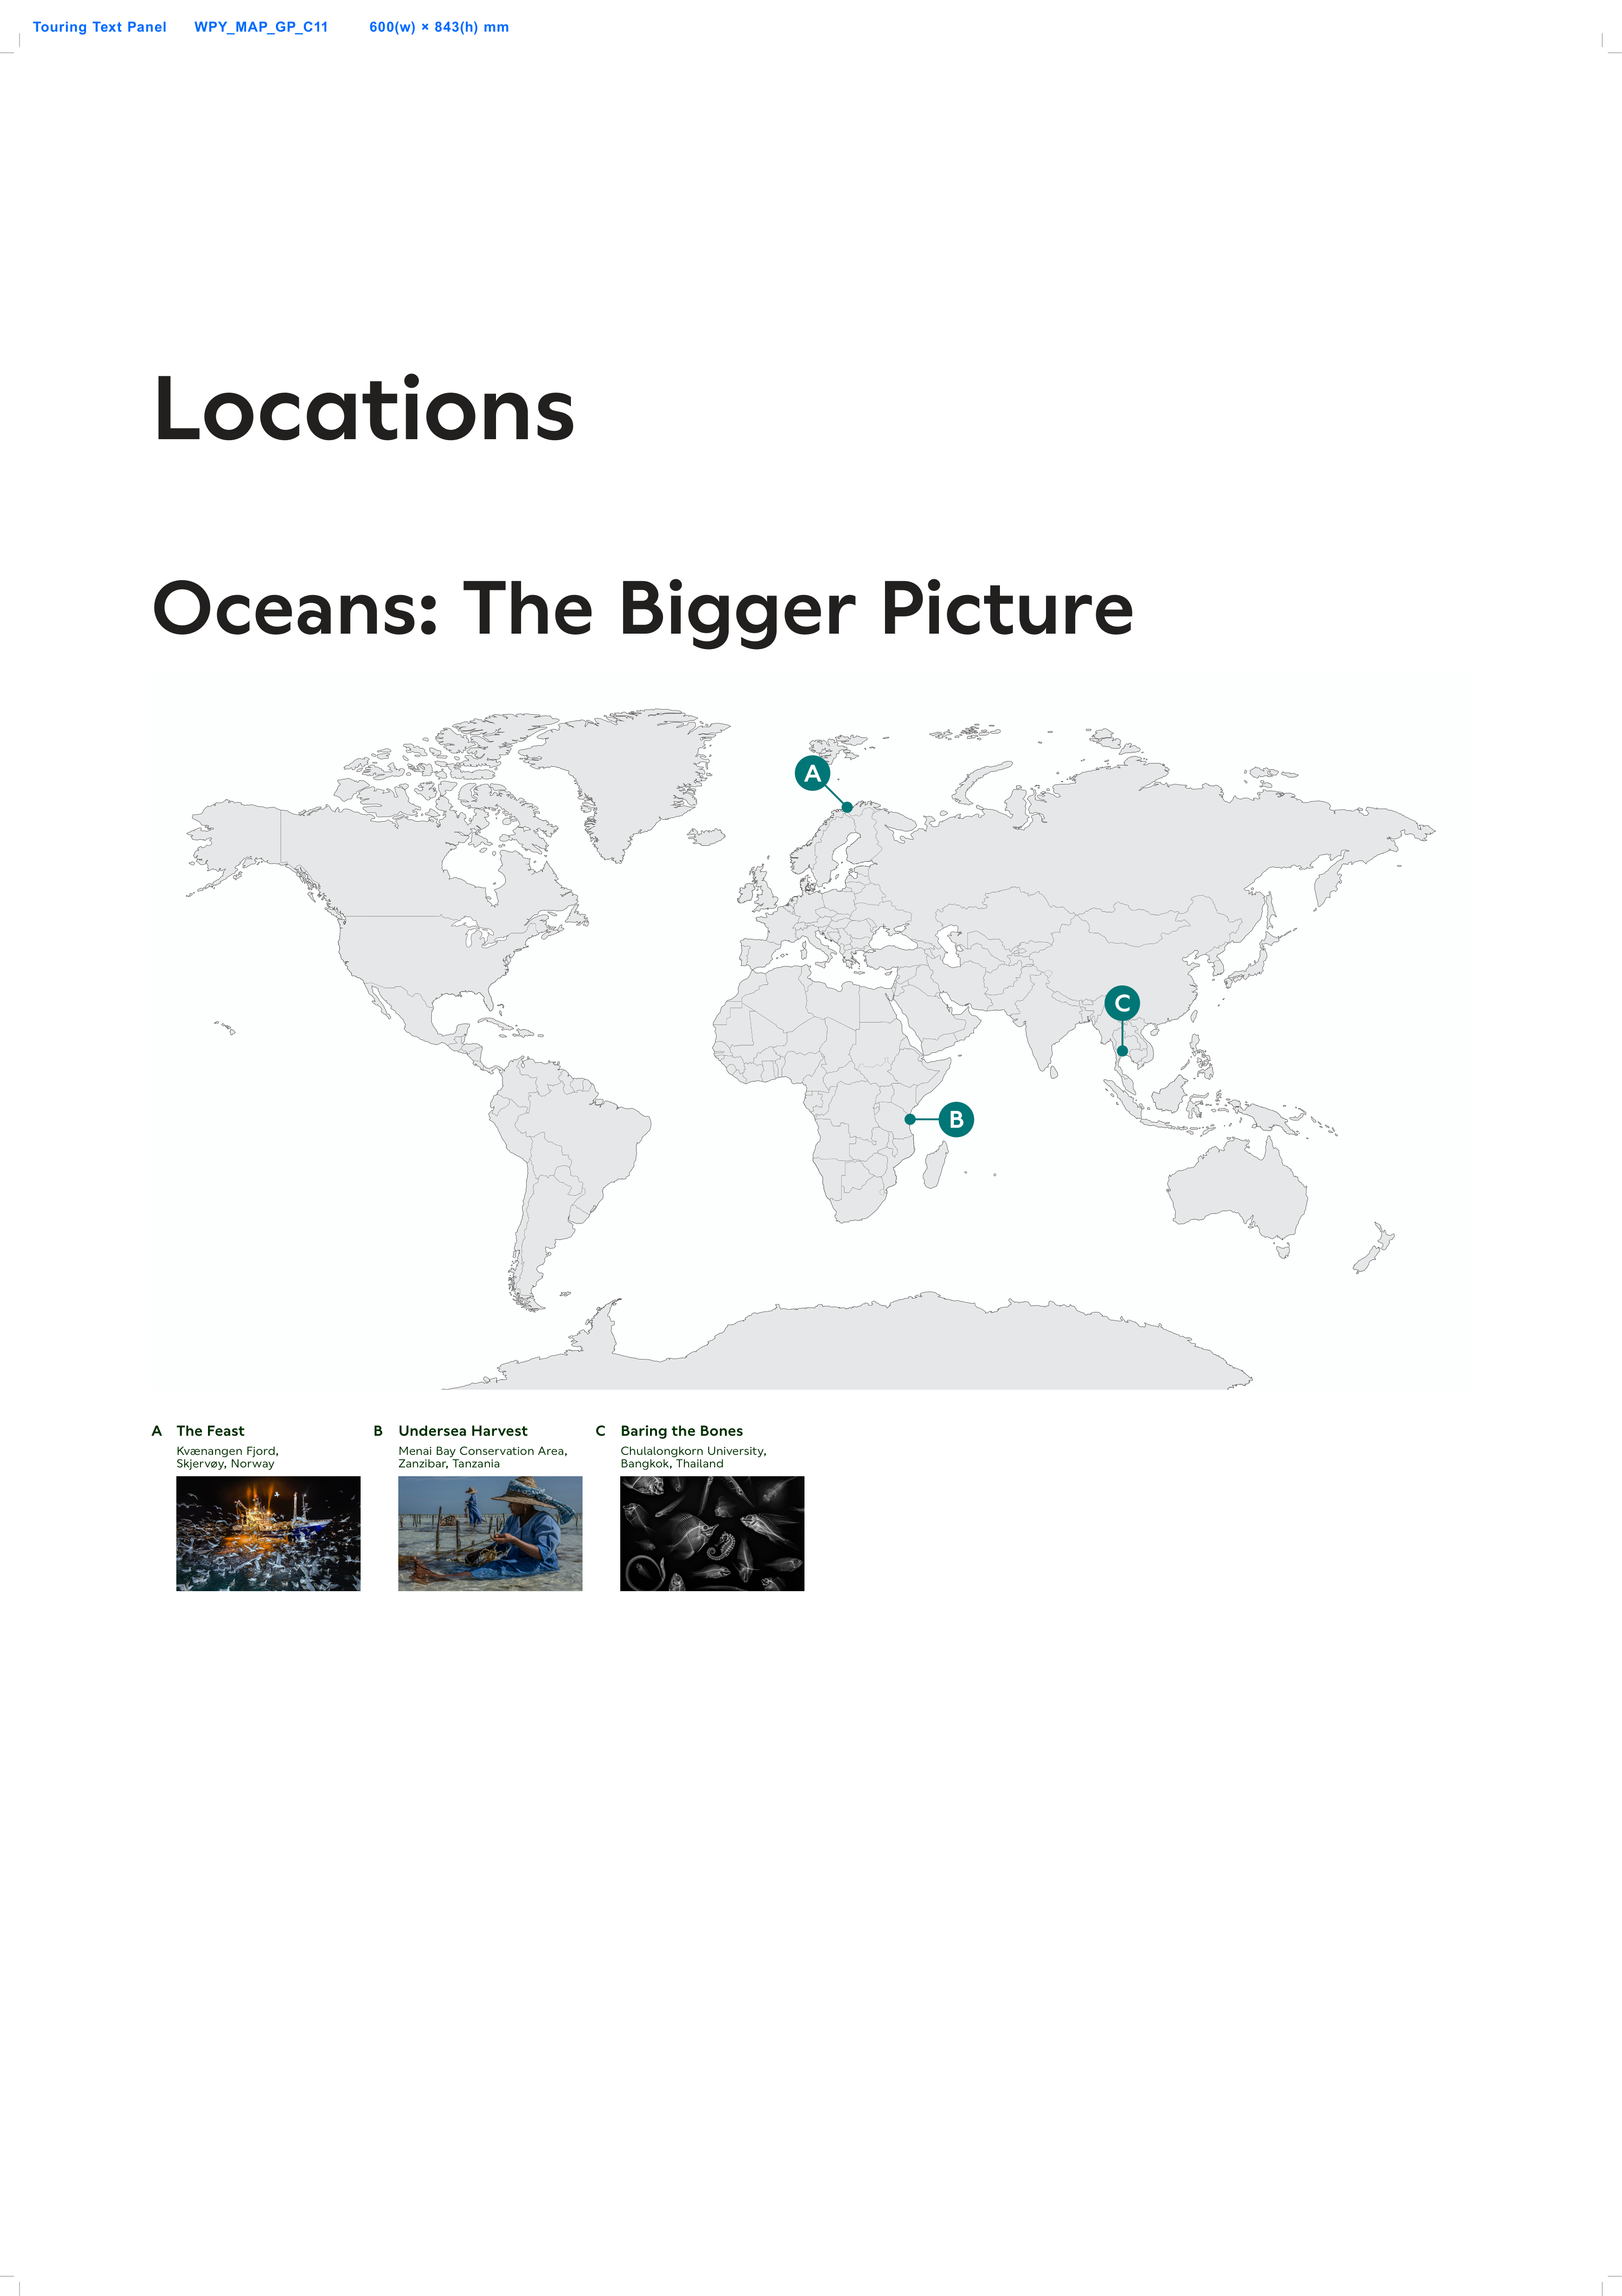 Touring Text Panel WPY_MAP_GP_C11 600(w) × 843(h) mm
Locations
Oceans: The Bigger Picture
A
C
B
A The Feast
Kvænangen Fjord,
Skjervøy, Norway
B Undersea Harvest
Menai Bay Conservation Area,
Zanzibar, Tanzania
C Baring the Bones
Chulalongkorn University,
Bangkok, Thailand